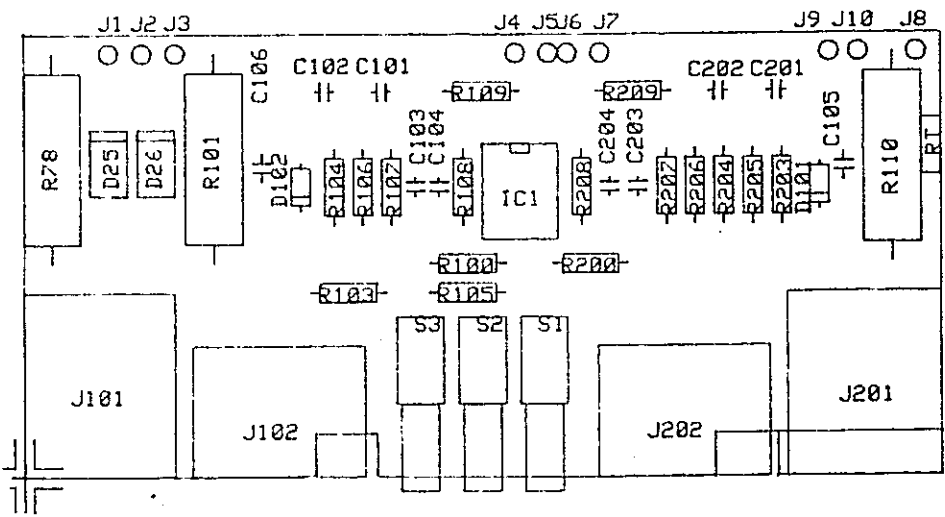 J1 J2 J3 J4 J5 J6 J7 J9 J10 J8
C106 C102 C101 R109 R209 C202 C201 C105
R78 D25 D26 R101 D102 R104 R106 R107 C103 C104 R108 IC1 R208 C204 C203 R207 R206 R204 R205 R203 D101 R110 RT
R100 R200
R103 R105
S3 S2 S1
J101 J201
J102 J202